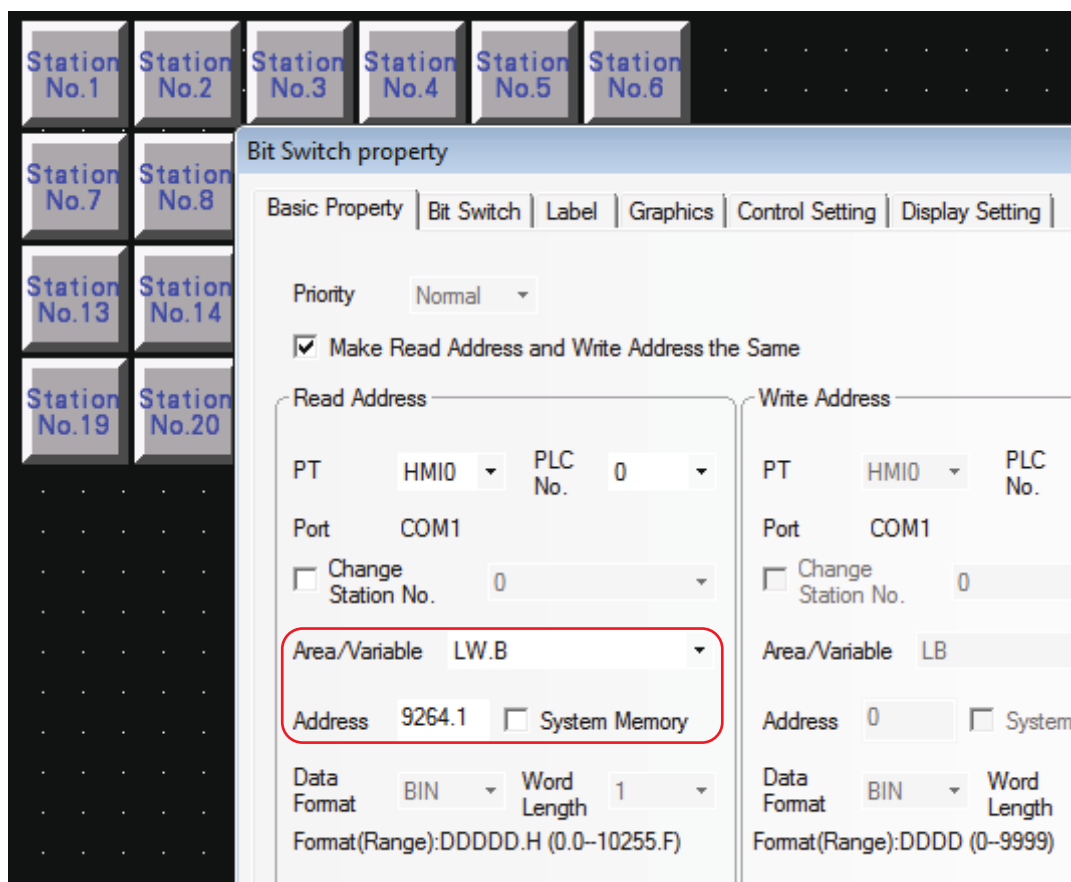 Station No.1
Station No.2
Station No.3
Station No.4
Station No.5
Station No.6
Station No.7
Station No.8
Station No.13
Station No.14
Station No.19
Station No.20
Bit Switch property
Basic Property Bit Switch Label Graphics Control Setting Display Setting
Priority Normal
Make Read Address and Write Address the Same
Read Address
PT HMI0 PLC No. 0
Port COM1
Change Station No. 0
Area/Variable LW.B
Address 9264.1 System Memory
Data Format BIN Word Length 1
Format(Range):DDDDD.H (0.0--10255.F)
Write Address
PT HMI0 PLC No.
Port COM1
Change Station No. 0
Area/Variable LB
Address 0 System
Data Format BIN Word Length
Format(Range):DDDD (0--9999)